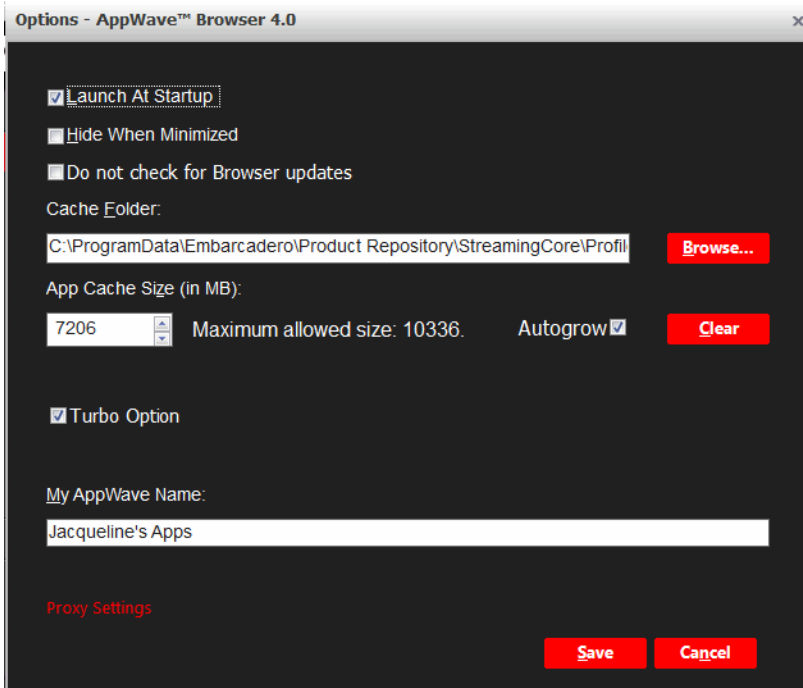 Options - AppWave™ Browser 4.0
Launch At Startup
Hide When Minimized
Do not check for Browser updates
Cache Folder:
C:\ProgramData\Embarcadero\Product Repository\StreamingCore\Profil Browse...
App Cache Size (in MB):
7206 Maximum allowed size: 10336. Autogrow Clear
Turbo Option
My AppWave Name:
Jacqueline's Apps
Proxy Settings
Save Cancel